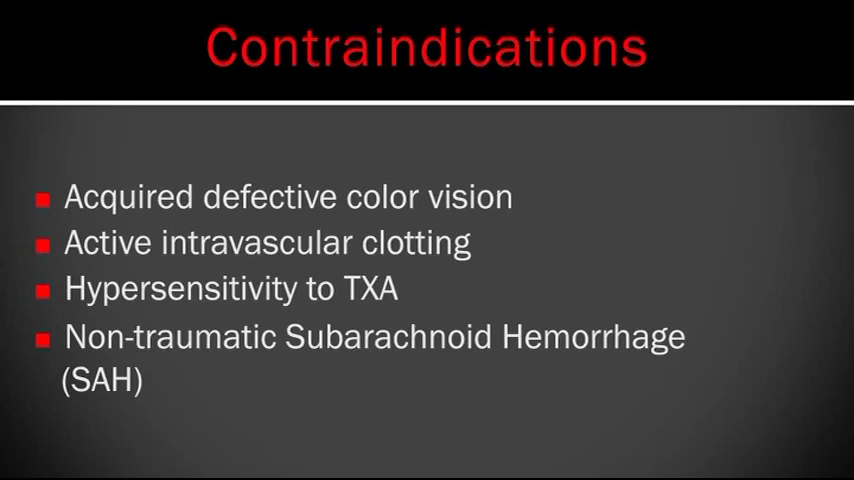 Contraindications
Acquired defective color vision
Active intravascular clotting
Hypersensitivity to TXA
Non-traumatic Subarachnoid Hemorrhage
(SAH)